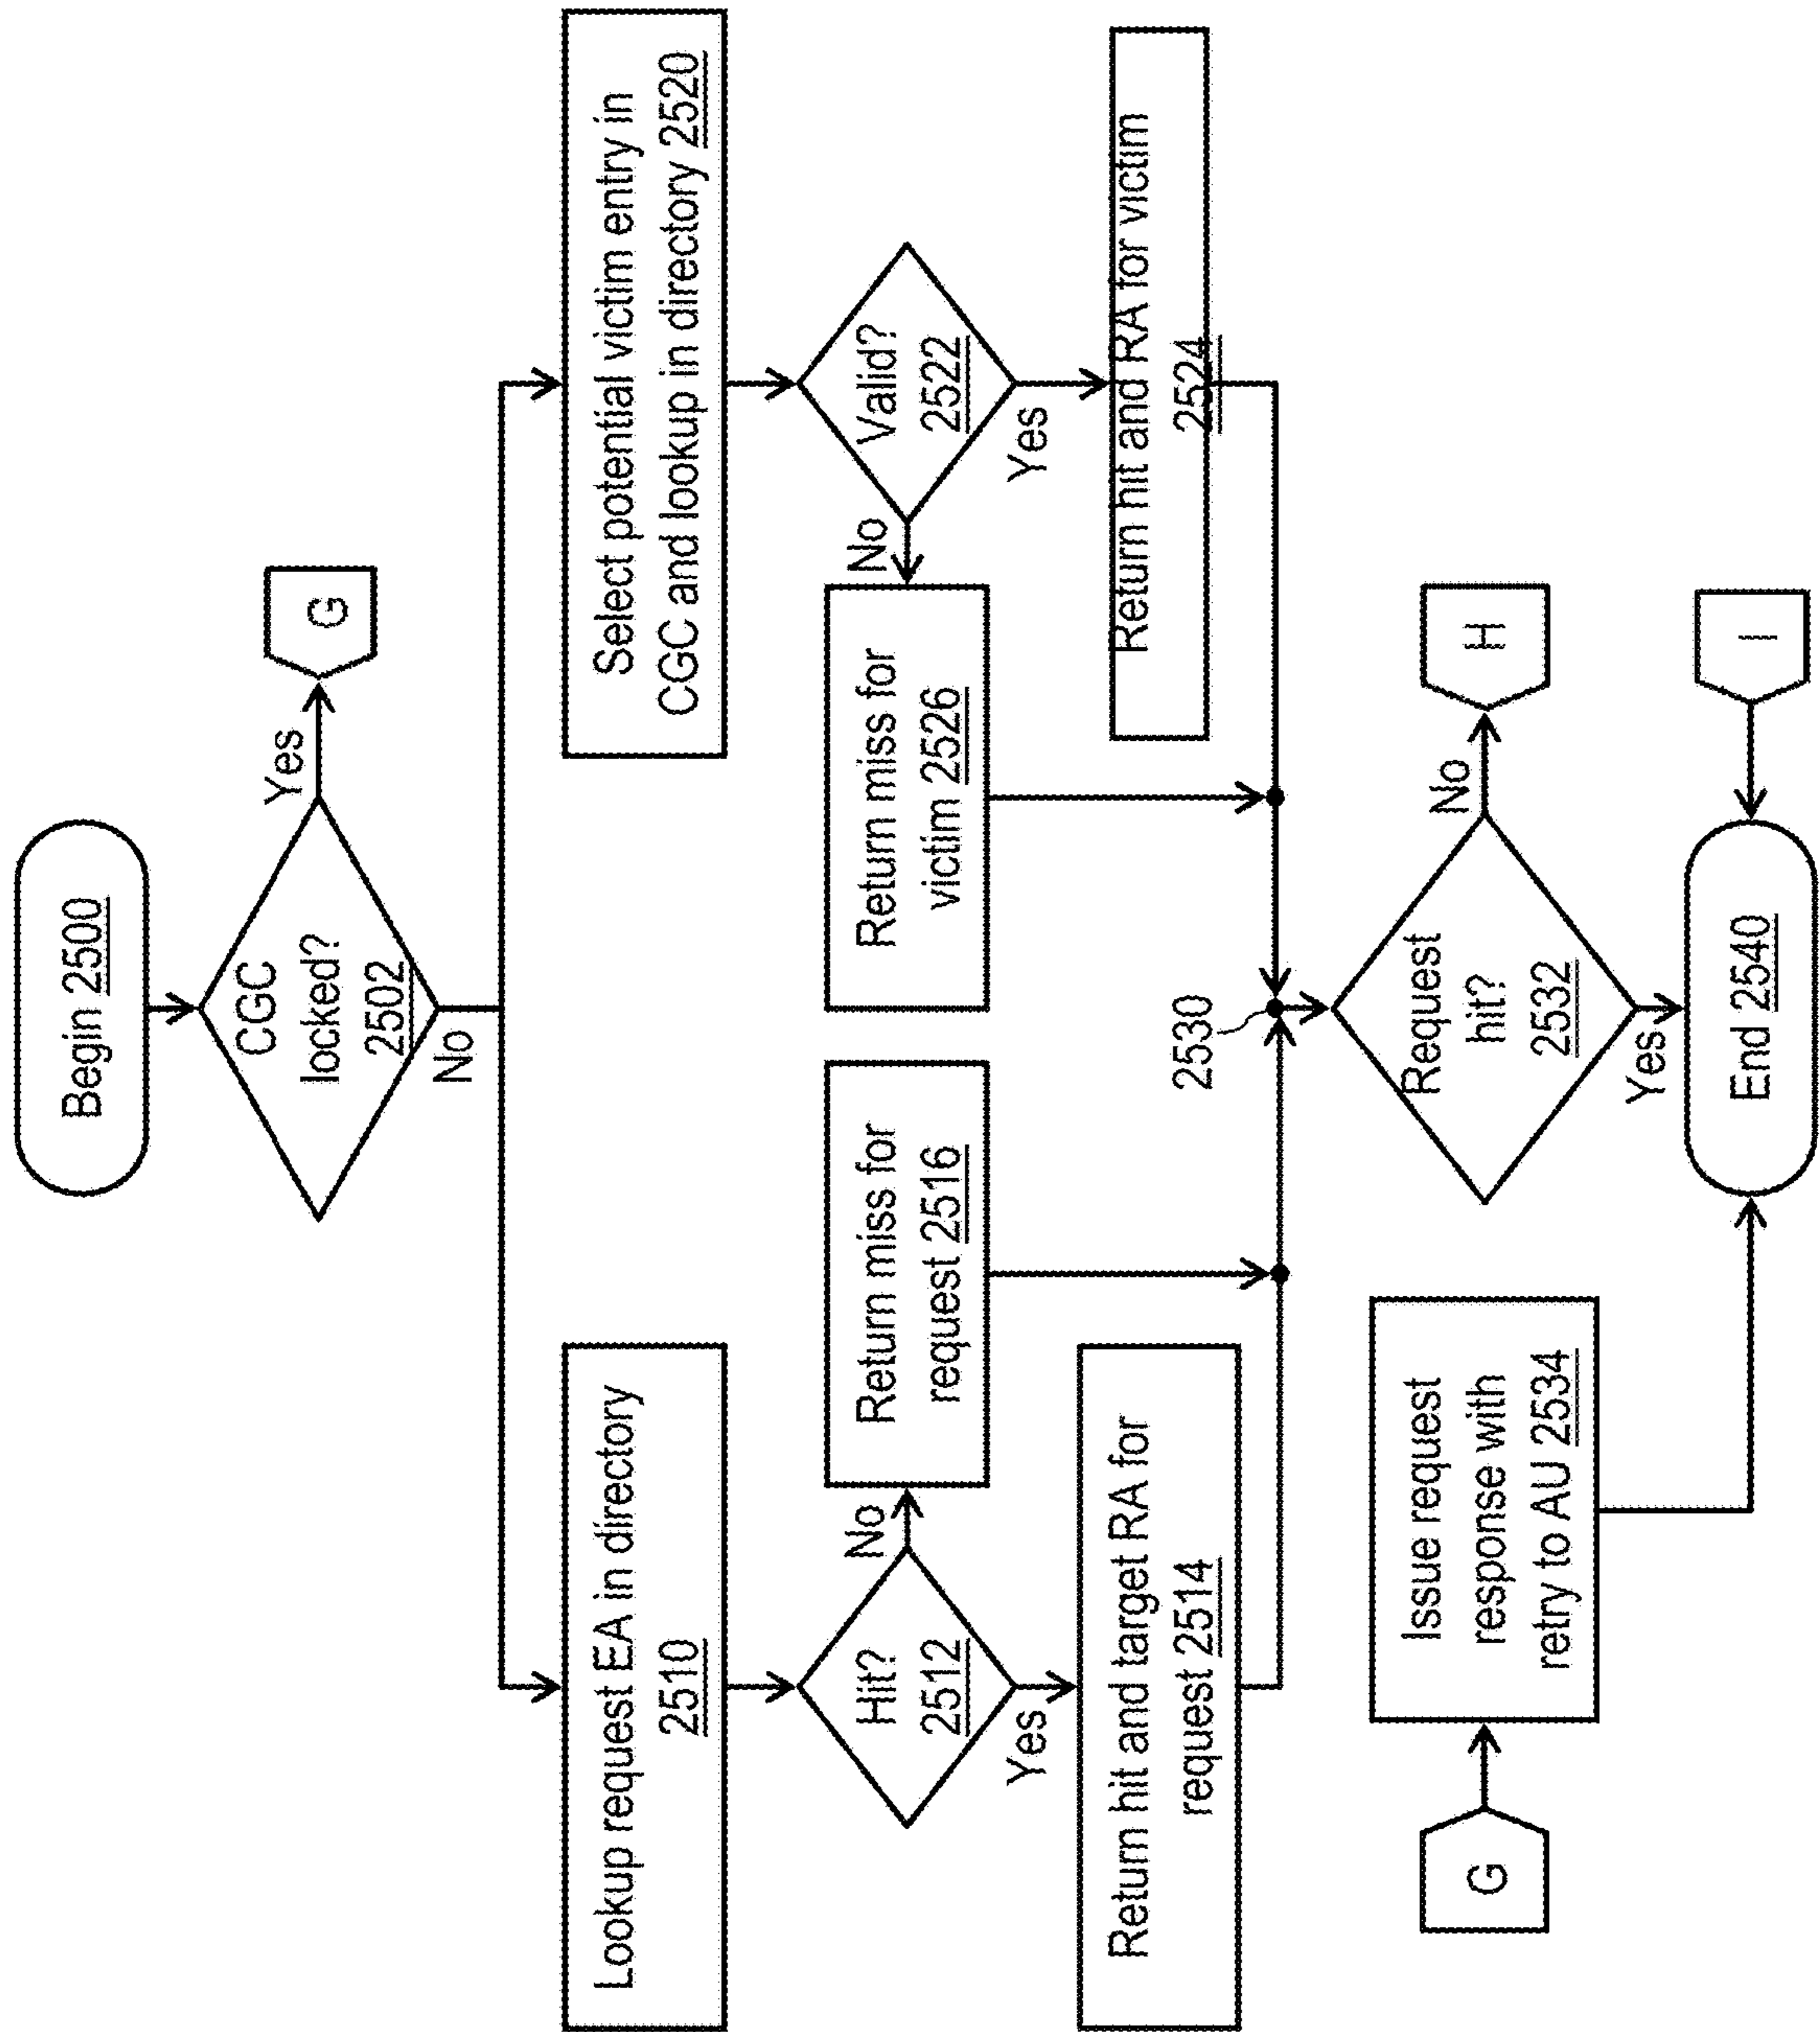 Begin 2500
CGC
locked?
2502
Yes
G
No
Lookup request EA in directory
2510
Select potential victim entry in
CGC and lookup in directory 2520
Hit?
2512
No
Return miss for
request 2516
Yes
Return hit and target RA for
request 2514
Valid?
2522
No
Return miss for
victim 2526
Yes
Return hit and RA for victim
2524
2530
Request
hit?
2532
No
H
Yes
G
Issue request
response with
retry to AU 2534
End 2540
I